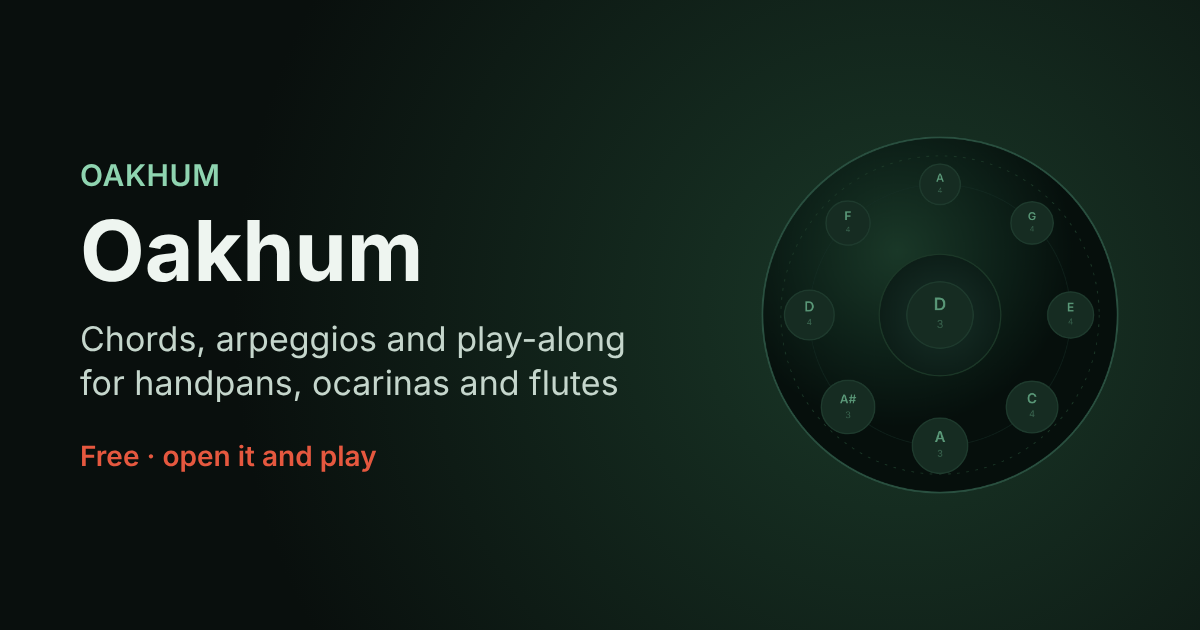 OAKHUM
Oakhum
Chords, arpeggios and play-along
for handpans, ocarinas and flutes
Free · open it and play
A
4
F
4
G
4
D
4
D
3
E
4
A#
3
C
4
A
3